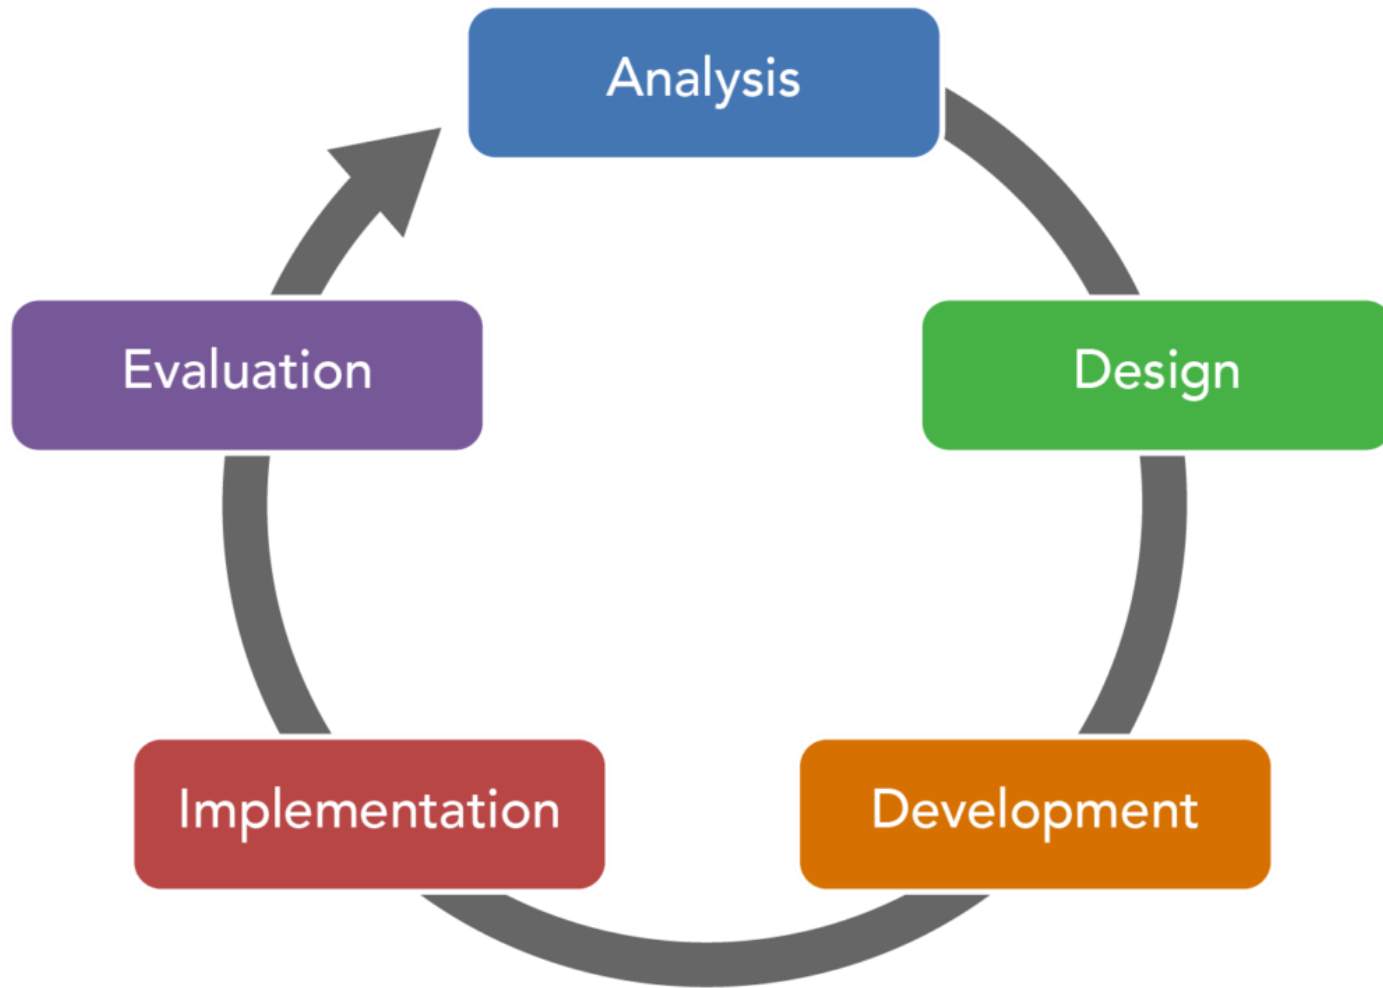 Analysis
Design
Development
Implementation
Evaluation